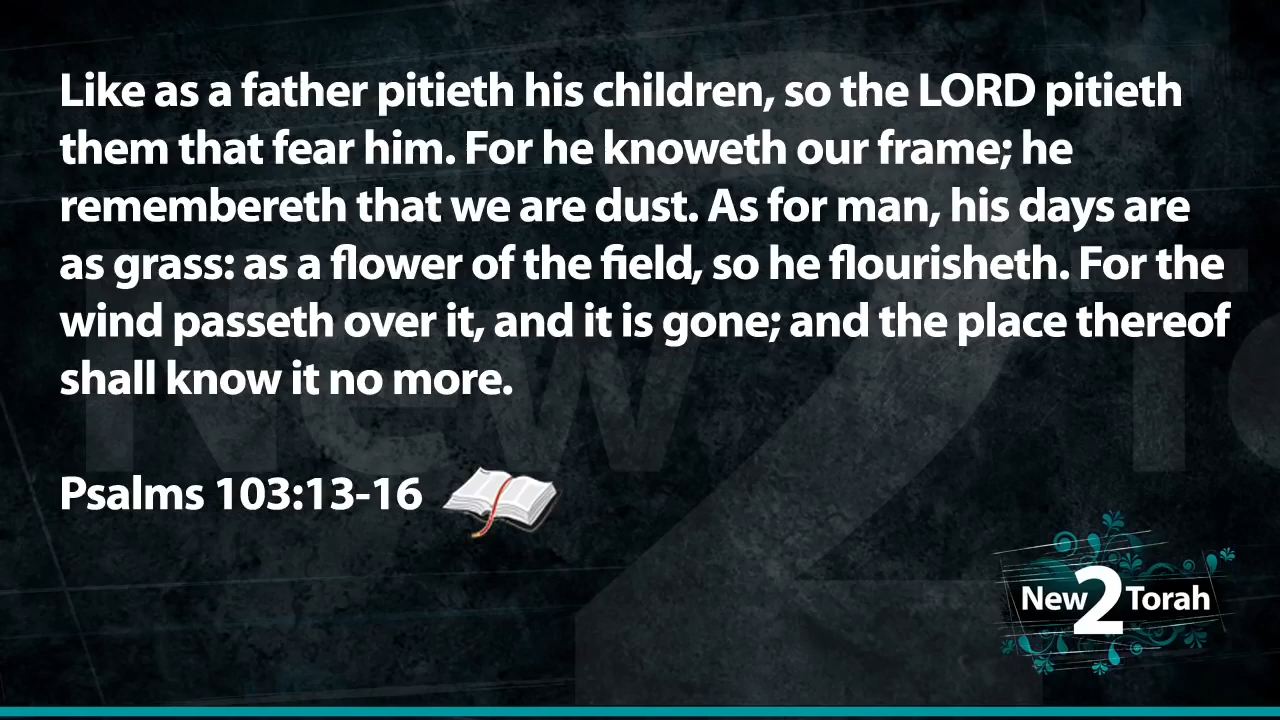 Like as a father pitieth his children, so the LORD pitieth
them that fear him. For he knoweth our frame; he
remembereth that we are dust. As for man, his days are
as grass: as a flower of the field, so he flourisheth. For the
wind passeth over it, and it is gone; and the place thereof
shall know it no more.
Psalms 103:13-16
New2Torah
New 2 To